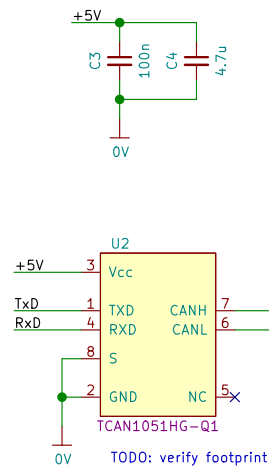 +5V
C3
100n
C4
4.7u
0V
U2
+5V
3
Vcc
TxD
1
TXD
CANH
7
RxD
4
RXD
CANL
6
8
S
2
GND
NC
5
TCAN1051HG-Q1
0V
TODO: verify footprint